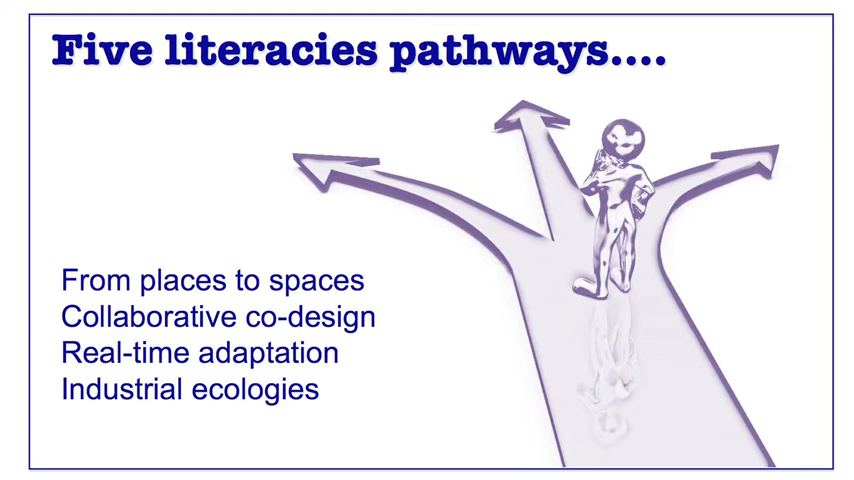 Five literacies pathways....
From places to spaces
Collaborative co-design
Real-time adaptation
Industrial ecologies